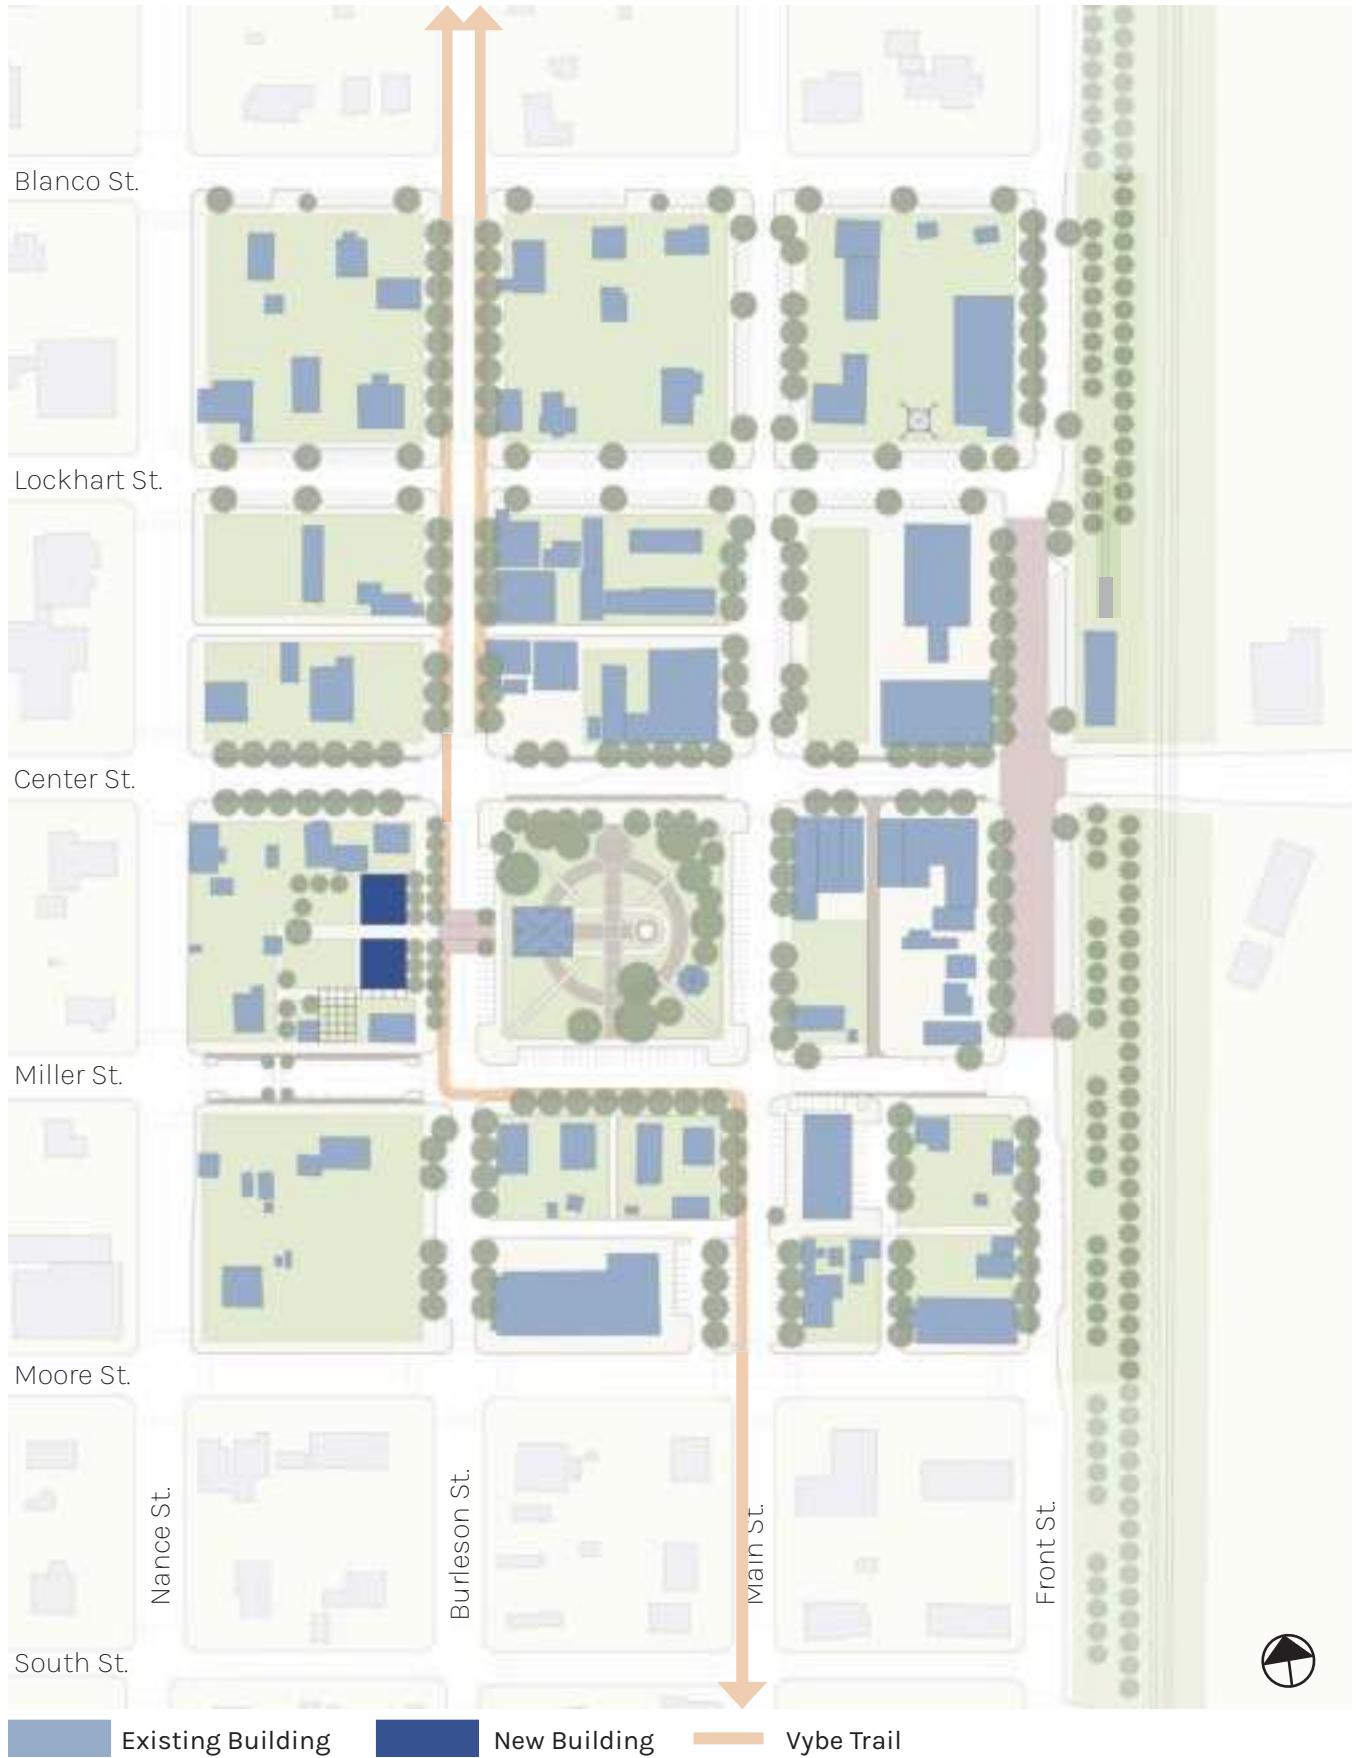 Blanco St.
Lockhart St.
Center St.
Miller St.
Moore St.
Nance St.
Burleson St.
Main St.
Front St.
South St.
Existing Building
New Building
Vybe Trail